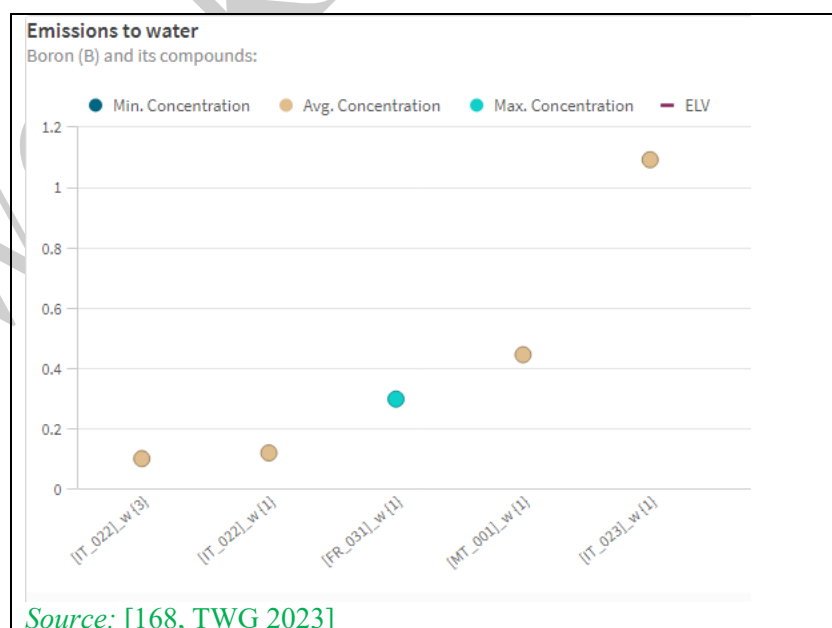 Emissions to water
Boron (B) and its compounds:
Min. Concentration Avg. Concentration Max. Concentration ELV
1.2
1
0.8
0.6
0.4
0.2
0
[IT_022]_w{3} [IT_022]_w{1} [FR_031]_w{1} [MT_001]_w{1} [IT_023]_w{1}
Source: [168, TWG 2023]